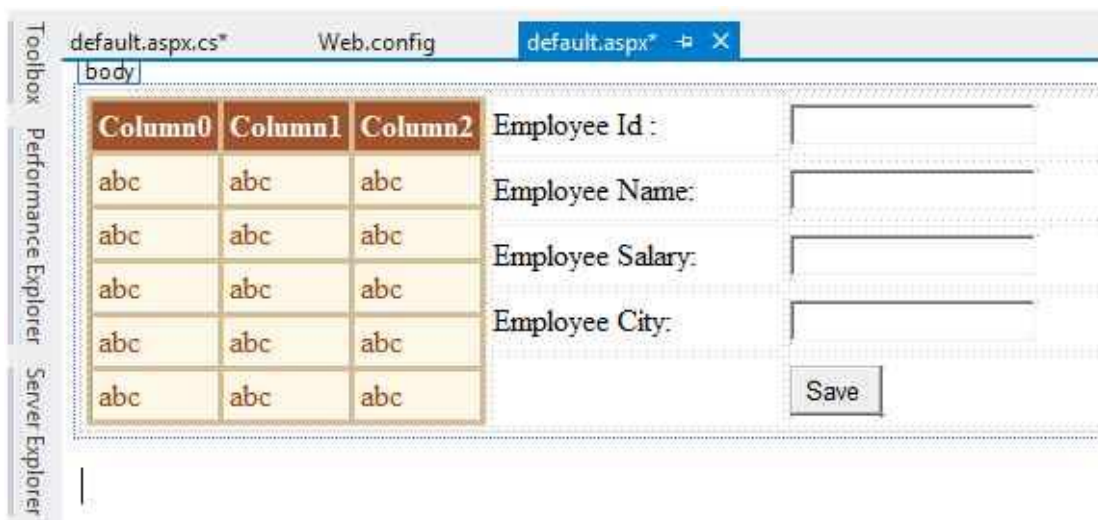 Toolbox
Performance Explorer
Server Explorer
default.aspx.cs* Web.config default.aspx*
body
Column0 Column1 Column2
abc abc abc
abc abc abc
abc abc abc
abc abc abc
abc abc abc
Employee Id :
Employee Name:
Employee Salary:
Employee City:
Save